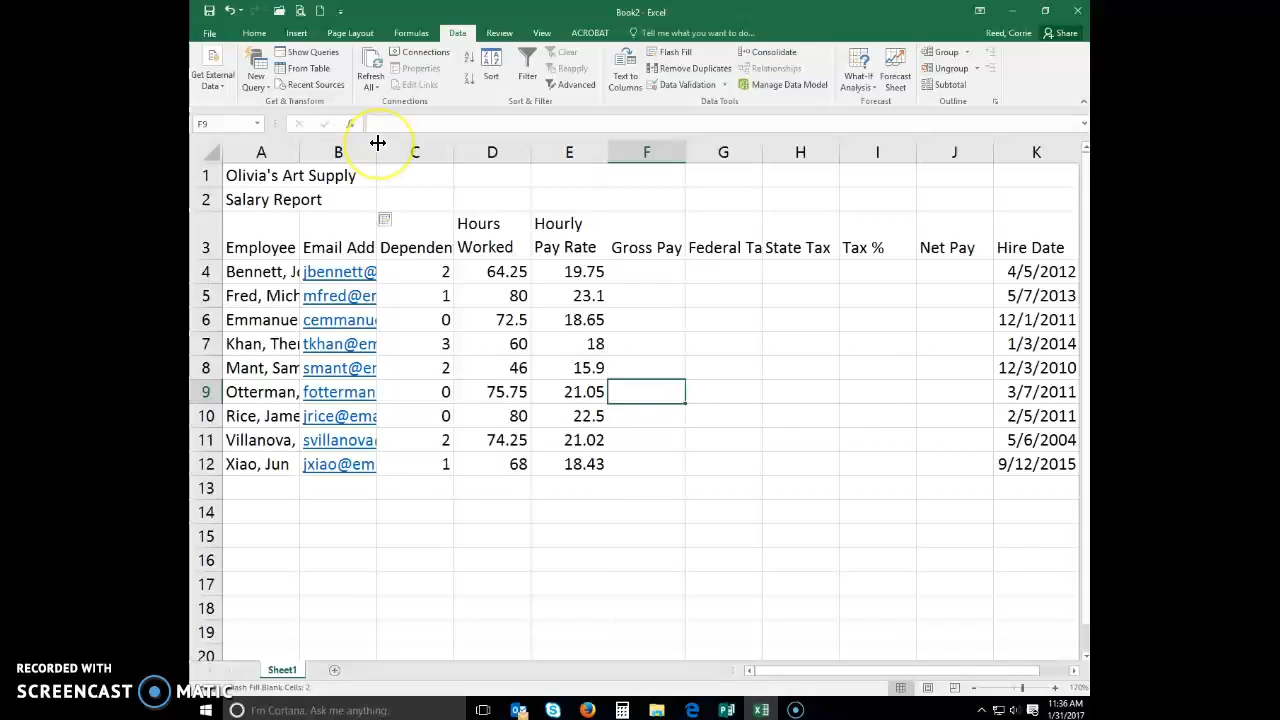 Book2 - Excel
File Home Insert Page Layout Formulas Data Review View ACROBAT Tell me what you want to do... Reed, Corrie Share
Get External Data
New Query
Show Queries
From Table
Recent Sources
Get & Transform
Refresh All
Connections
Properties
Edit Links
Connections
Sort
Filter
Clear
Reapply
Advanced
Sort & Filter
Text to Columns
Flash Fill
Remove Duplicates
Data Validation
Consolidate
Relationships
Manage Data Model
Data Tools
What-If Analysis
Forecast Sheet
Forecast
Group
Ungroup
Subtotal
Outline
F9 fx
A B C D E F G H I J K
1 Olivia's Art Supply
2 Salary Report
3 Employee Email Add Dependen Hours Worked Hourly Pay Rate Gross Pay Federal Ta State Tax Tax % Net Pay Hire Date
4 Bennett, Jo jbennett@ 2 64.25 19.75 4/5/2012
5 Fred, Mich mfred@er 1 80 23.1 5/7/2013
6 Emmanue cemmanu 0 72.5 18.65 12/1/2011
7 Khan, Ther tkhan@em 3 60 18 1/3/2014
8 Mant, Sam smant@er 2 46 15.9 12/3/2010
9 Otterman, fotterman 0 75.75 21.05 3/7/2011
10 Rice, Jame jrice@ema 0 80 22.5 2/5/2011
11 Villanova, svillanova 2 74.25 21.02 5/6/2004
12 Xiao, Jun jxiao@em 1 68 18.43 9/12/2015
13
14
15
16
17
18
19
20
Sheet1
RECORDED WITH
SCREENCAST MATIC
Flash Fill Blank Cells: 2
170%
I'm Cortana. Ask me anything.
11:36 AM
1/31/2017